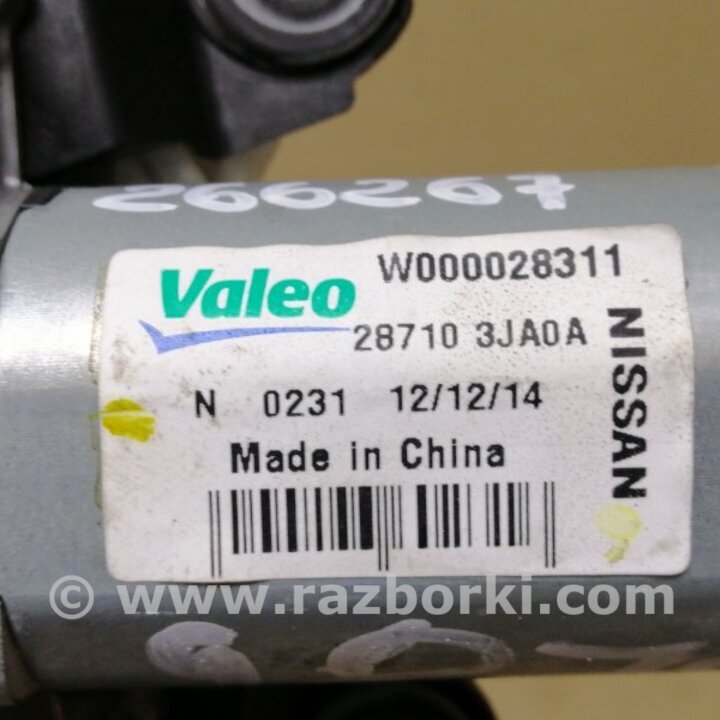 266267
Valeo W000028311
28710 3JA0A
NISSAN
N 0231 12/12/14
Made in China
© www.razborki.com